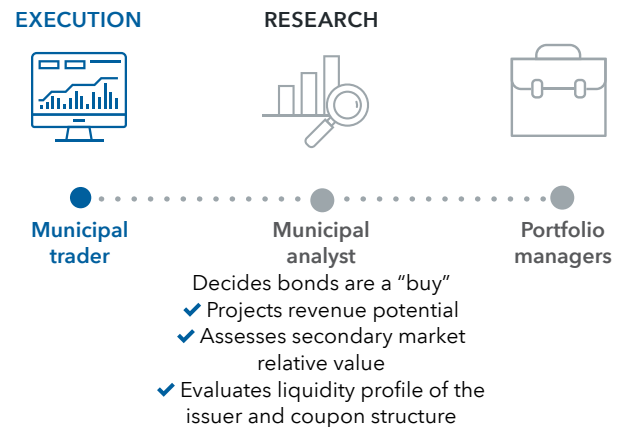 EXECUTION
RESEARCH
Municipal
trader
Municipal
analyst
Portfolio
managers
Decides bonds are a “buy”
✔ Projects revenue potential
✔ Assesses secondary market
relative value
✔ Evaluates liquidity profile of the
issuer and coupon structure